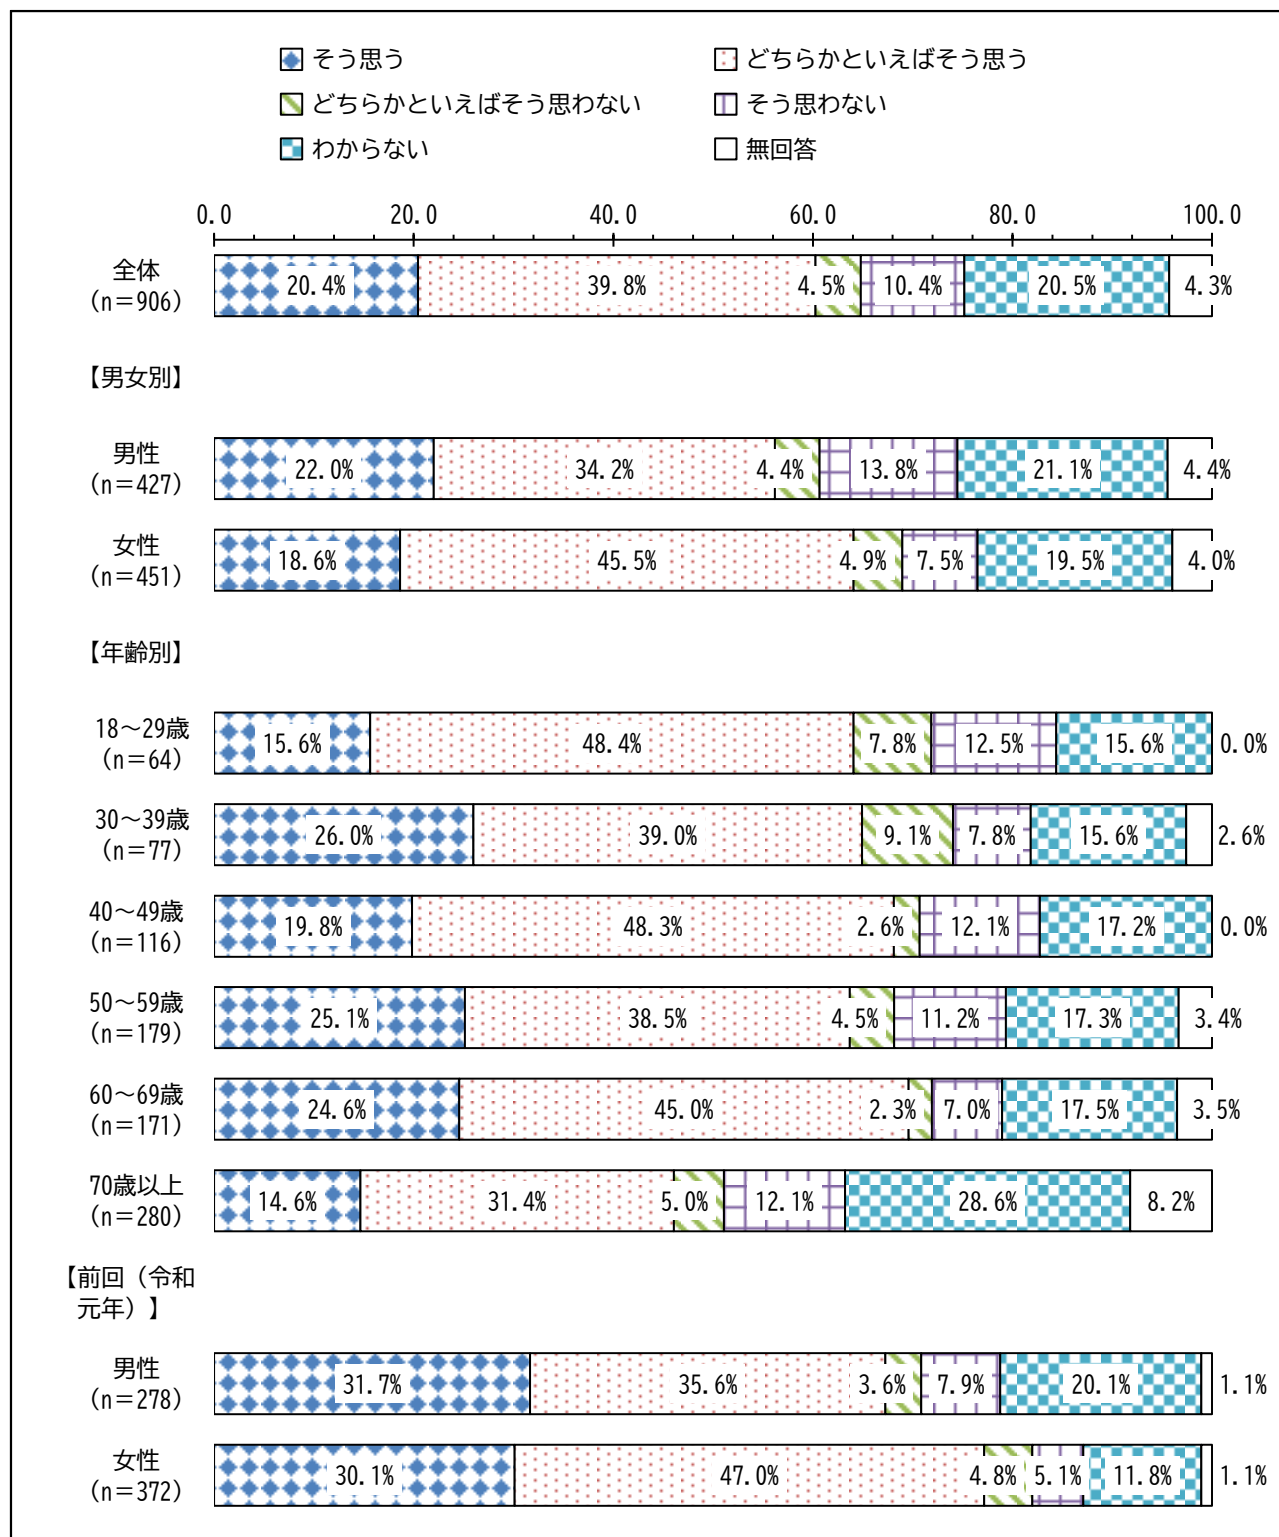 そう思う
どちらかといえばそう思う
どちらかといえばそう思わない
そう思わない
わからない
無回答
0.0 20.0 40.0 60.0 80.0 100.0
全体
（n＝906）
20.4% 39.8% 4.5% 10.4% 20.5% 4.3%
【男女別】
男性
（n＝427）
22.0% 34.2% 4.4% 13.8% 21.1% 4.4%
女性
（n＝451）
18.6% 45.5% 4.9% 7.5% 19.5% 4.0%
【年齢別】
18～29歳
（n＝64）
15.6% 48.4% 7.8% 12.5% 15.6% 0.0%
30～39歳
（n＝77）
26.0% 39.0% 9.1% 7.8% 15.6% 2.6%
40～49歳
（n＝116）
19.8% 48.3% 2.6% 12.1% 17.2% 0.0%
50～59歳
（n＝179）
25.1% 38.5% 4.5% 11.2% 17.3% 3.4%
60～69歳
（n＝171）
24.6% 45.0% 2.3% 7.0% 17.5% 3.5%
70歳以上
（n＝280）
14.6% 31.4% 5.0% 12.1% 28.6% 8.2%
【前回（令和
元年）】
男性
（n＝278）
31.7% 35.6% 3.6% 7.9% 20.1% 1.1%
女性
（n＝372）
30.1% 47.0% 4.8% 5.1% 11.8% 1.1%